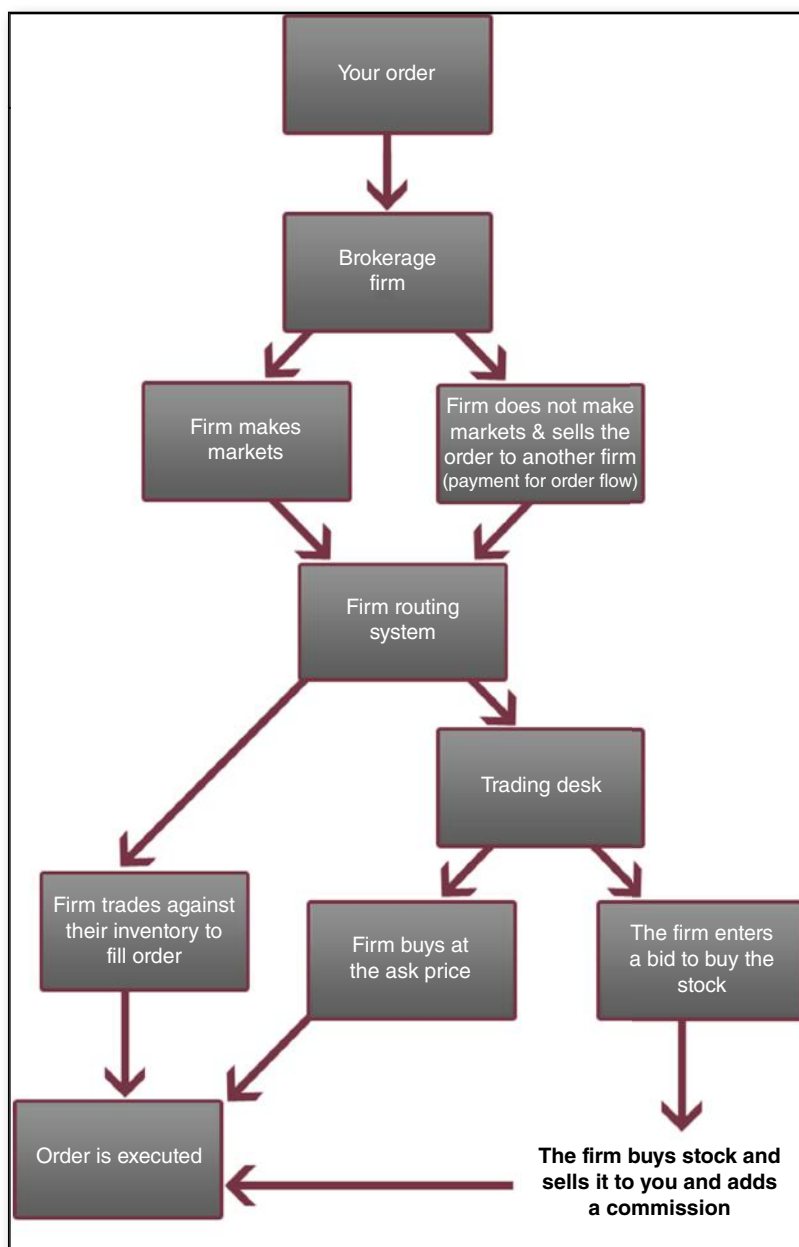 Your order
Brokerage
firm
Firm makes
markets
Firm does not make
markets & sells the
order to another firm
(payment for order flow)
Firm routing
system
Trading desk
Firm trades against
their inventory to
fill order
Firm buys at
the ask price
The firm enters
a bid to buy the
stock
Order is executed
The firm buys stock and
sells it to you and adds
a commission